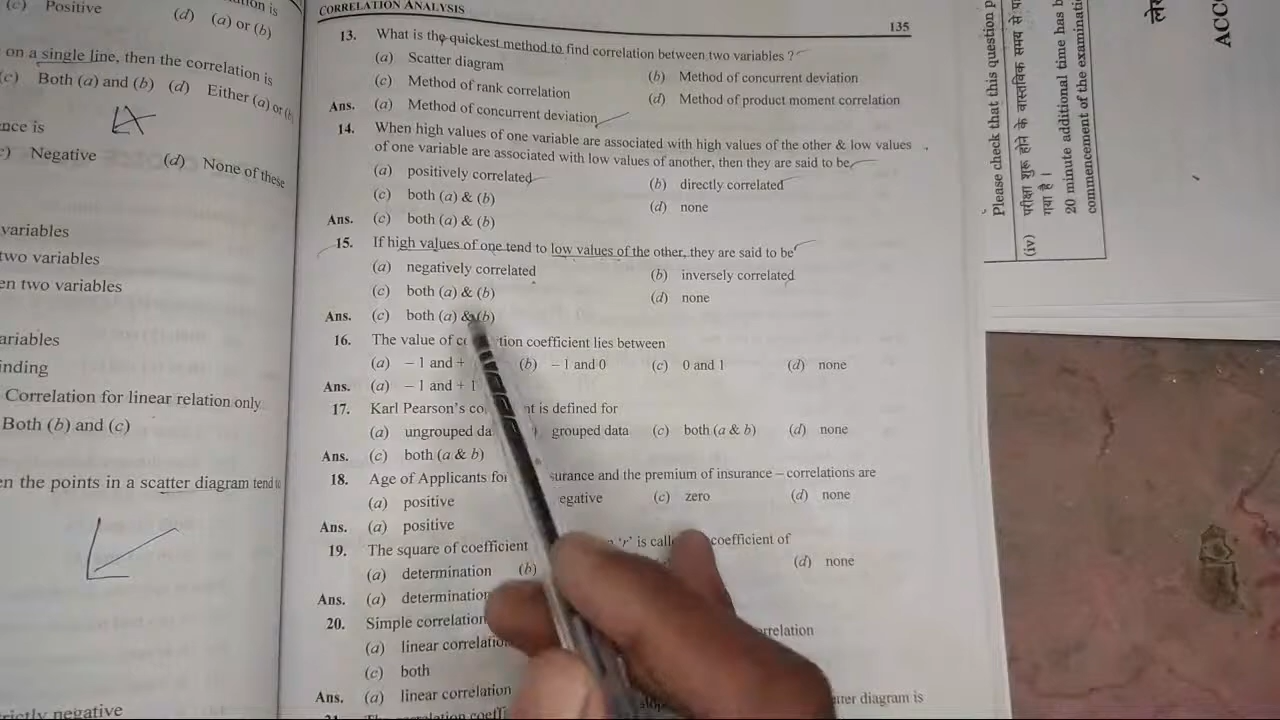 (c) Positive
(d) (a) or (b)
on a single line, then the correlation is
Both (a) and (b) (d) Either (a) or (b
(c) Negative (d) None of these
variables
two variables
en two variables
ariables
inding
Correlation for linear relation only
Both (b) and (c)
en the points in a scatter diagram tend to
rictly negative
CORRELATION ANALYSIS
135
13. What is the quickest method to find correlation between two variables ?
(a) Scatter diagram (b) Method of concurrent deviation
(c) Method of rank correlation (d) Method of product moment correlation
Ans. (a) Method of concurrent deviation
14. When high values of one variable are associated with high values of the other & low values
of one variable are associated with low values of another, then they are said to be
(a) positively correlated (b) directly correlated
(c) both (a) & (b) (d) none
Ans. (c) both (a) & (b)
15. If high values of one tend to low values of the other, they are said to be
(a) negatively correlated (b) inversely correlated
(c) both (a) & (b) (d) none
Ans. (c) both (a) & (b)
16. The value of tion coefficient lies between
(a) – 1 and + (b) – 1 and 0 (c) 0 and 1 (d) none
Ans. (a) – 1 and + 1
17. Karl Pearson's co nt is defined for
(a) ungrouped da grouped data (c) both (a & b) (d) none
Ans. (c) both (a & b)
18. Age of Applicants for surance and the premium of insurance – correlations are
(a) positive egative (c) zero (d) none
Ans. (a) positive
19. The square of coefficient 'r' is calle coefficient of
(a) determination (b) (d) none
Ans. (a) determination
20. Simple correlation rrelation
(a) linear correlatio
(c) both
Ans. (a) linear correlation tter diagram is
Please check that this question p
(iv) परीक्षा शुरू होने के वास्तविक समय से
गया है ।
20 minute additional time has b
commencement of the examinatio
ACCO